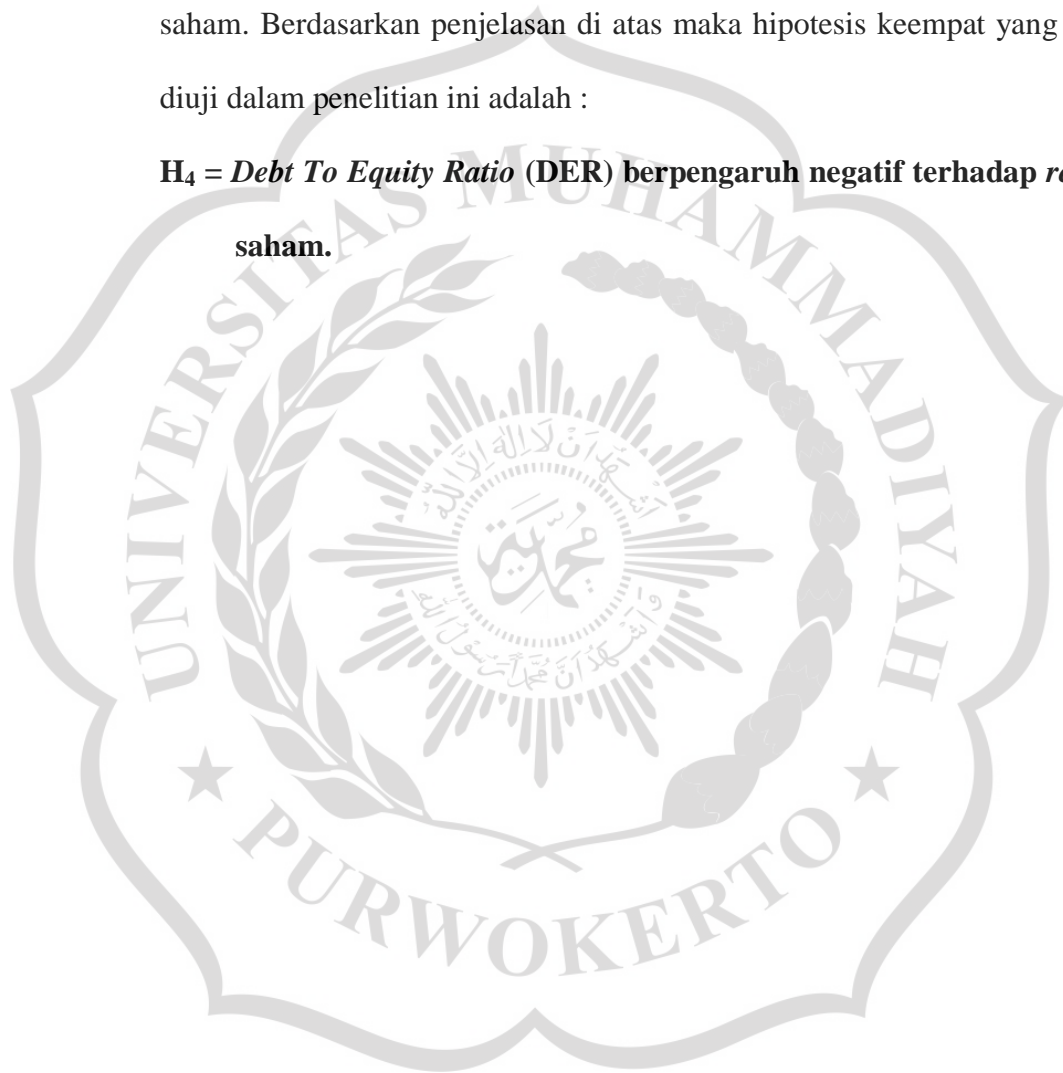 saham. Berdasarkan penjelasan di atas maka hipotesis keempat yang
diuji dalam penelitian ini adalah :
H₄ = Debt To Equity Ratio (DER) berpengaruh negatif terhadap
saham.
UNIVERSITAS MUHAMMADIYAH
PURWOKERTO